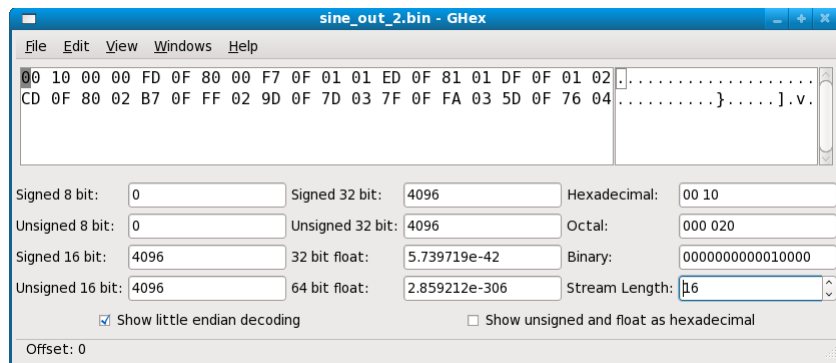 sine_out_2.bin - GHex
File Edit View Windows Help
00 10 00 00 FD 0F 80 00 F7 0F 01 01 ED 0F 81 01 DF 0F 01 02 ....................
CD 0F 80 02 B7 0F FF 02 9D 0F 7D 03 7F 0F FA 03 5D 0F 76 04 ..........}.....].v.
Signed 8 bit: 0 Signed 32 bit: 4096 Hexadecimal: 00 10
Unsigned 8 bit: 0 Unsigned 32 bit: 4096 Octal: 000 020
Signed 16 bit: 4096 32 bit float: 5.739719e-42 Binary: 0000000000010000
Unsigned 16 bit: 4096 64 bit float: 2.859212e-306 Stream Length: 16
Show little endian decoding Show unsigned and float as hexadecimal
Offset: 0